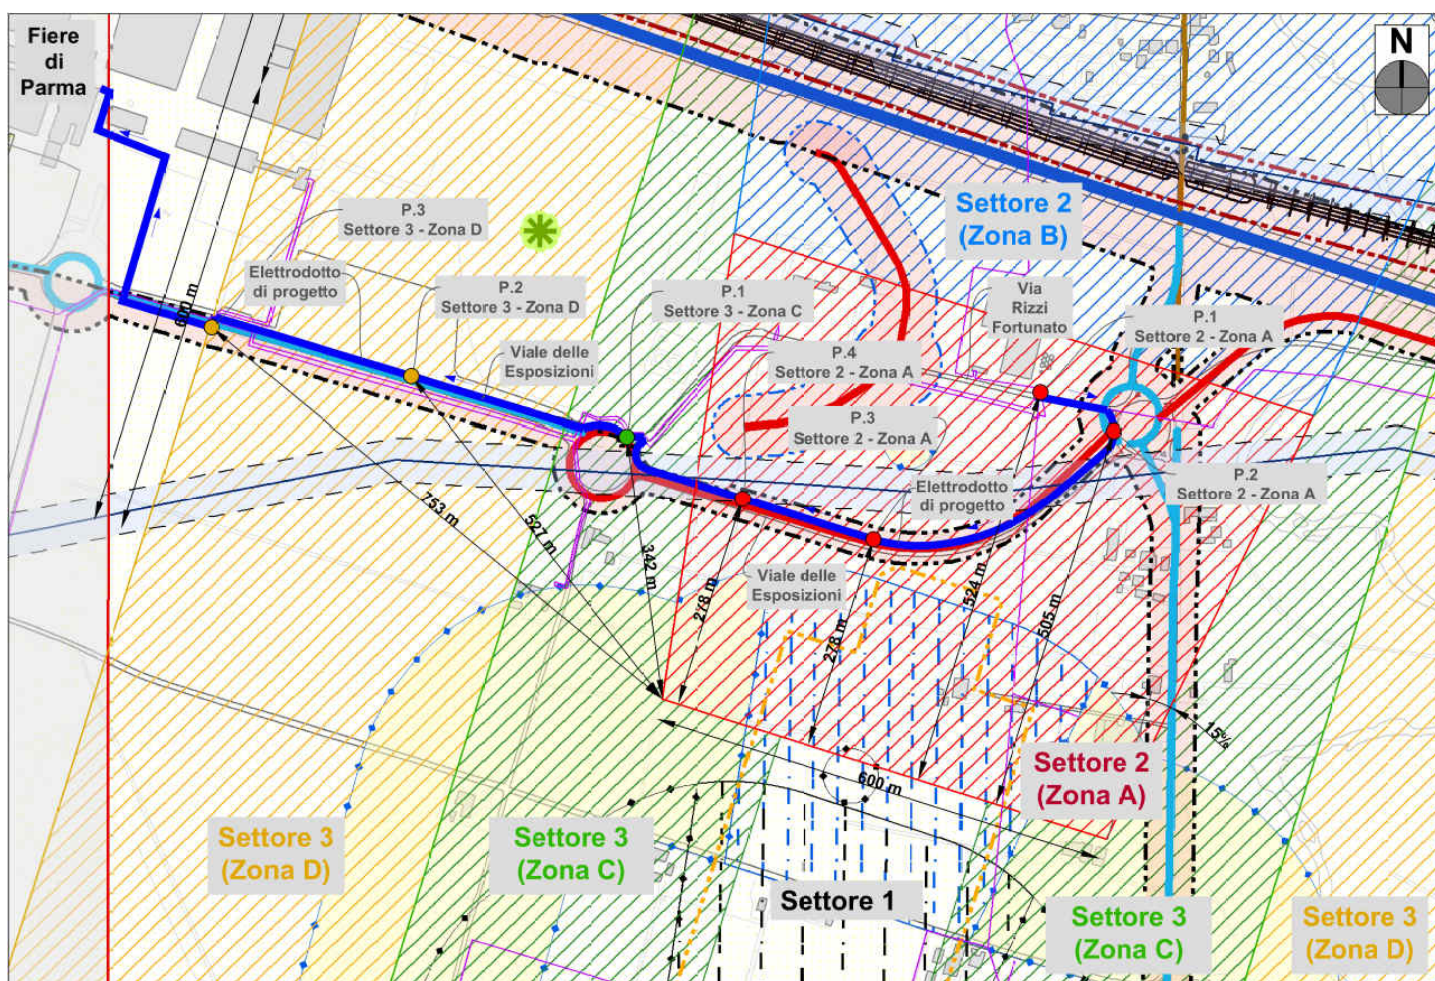 Fiere
di
Parma
N
P.3
Settore 3 - Zona D
Settore 2
(Zona B)
Elettrodotto
di progetto
P.2
Settore 3 - Zona D
P.1
Settore 3 - Zona C
Via
Rizzi
Fortunato
P.1
Settore 2 - Zona A
600 m
Viale delle
Esposizioni
P.4
Settore 2 - Zona A
P.3
Settore 2 - Zona A
P.2
Settore 2 - Zona A
Elettrodotto
di progetto
753 m
527 m
342 m
278 m
Viale delle
Esposizioni
278 m
524 m
505 m
15%
600 m
Settore 2
(Zona A)
Settore 3
(Zona D)
Settore 3
(Zona C)
Settore 1
Settore 3
(Zona C)
Settore 3
(Zona D)